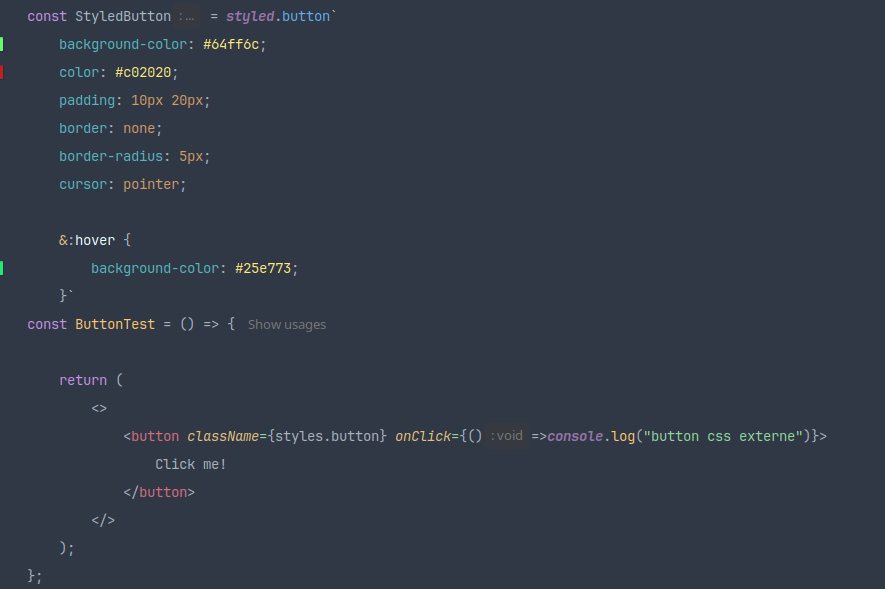 const StyledButton :… = styled.button`
    background-color: #64ff6c;
    color: #c02020;
    padding: 10px 20px;
    border: none;
    border-radius: 5px;
    cursor: pointer;

    &:hover {
        background-color: #25e773;
    }`
const ButtonTest = () => {  Show usages

    return (
        <>
            <button className={styles.button} onClick={() :void =>console.log("button css externe")}>
                Click me!
            </button>
        </>
    );
};